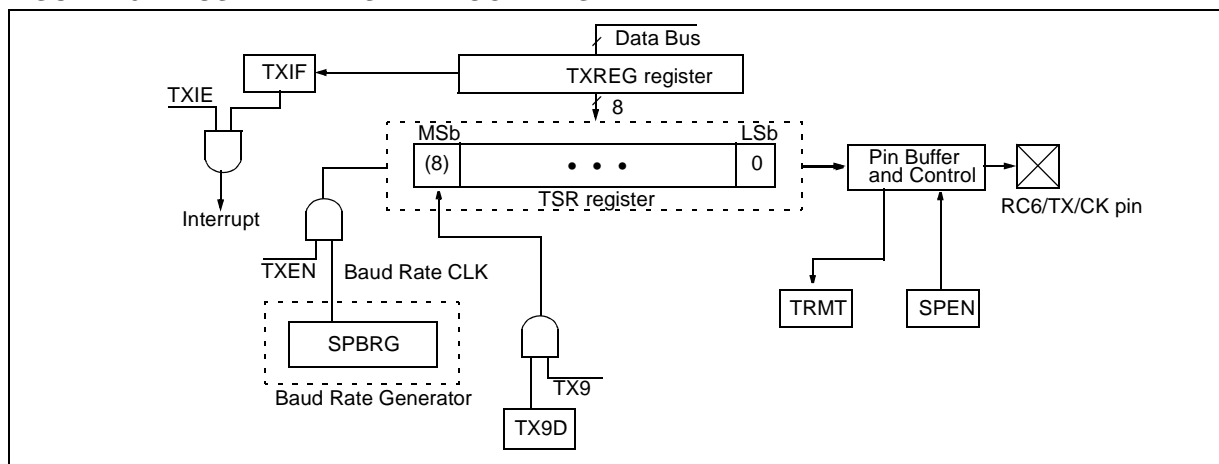 Data Bus
TXIF
TXREG register
TXIE
8
MSb
LSb
(8)
• • •
0
Pin Buffer
and Control
TSR register
Interrupt
RC6/TX/CK pin
TXEN
Baud Rate CLK
TRMT
SPEN
SPBRG
TX9
Baud Rate Generator
TX9D